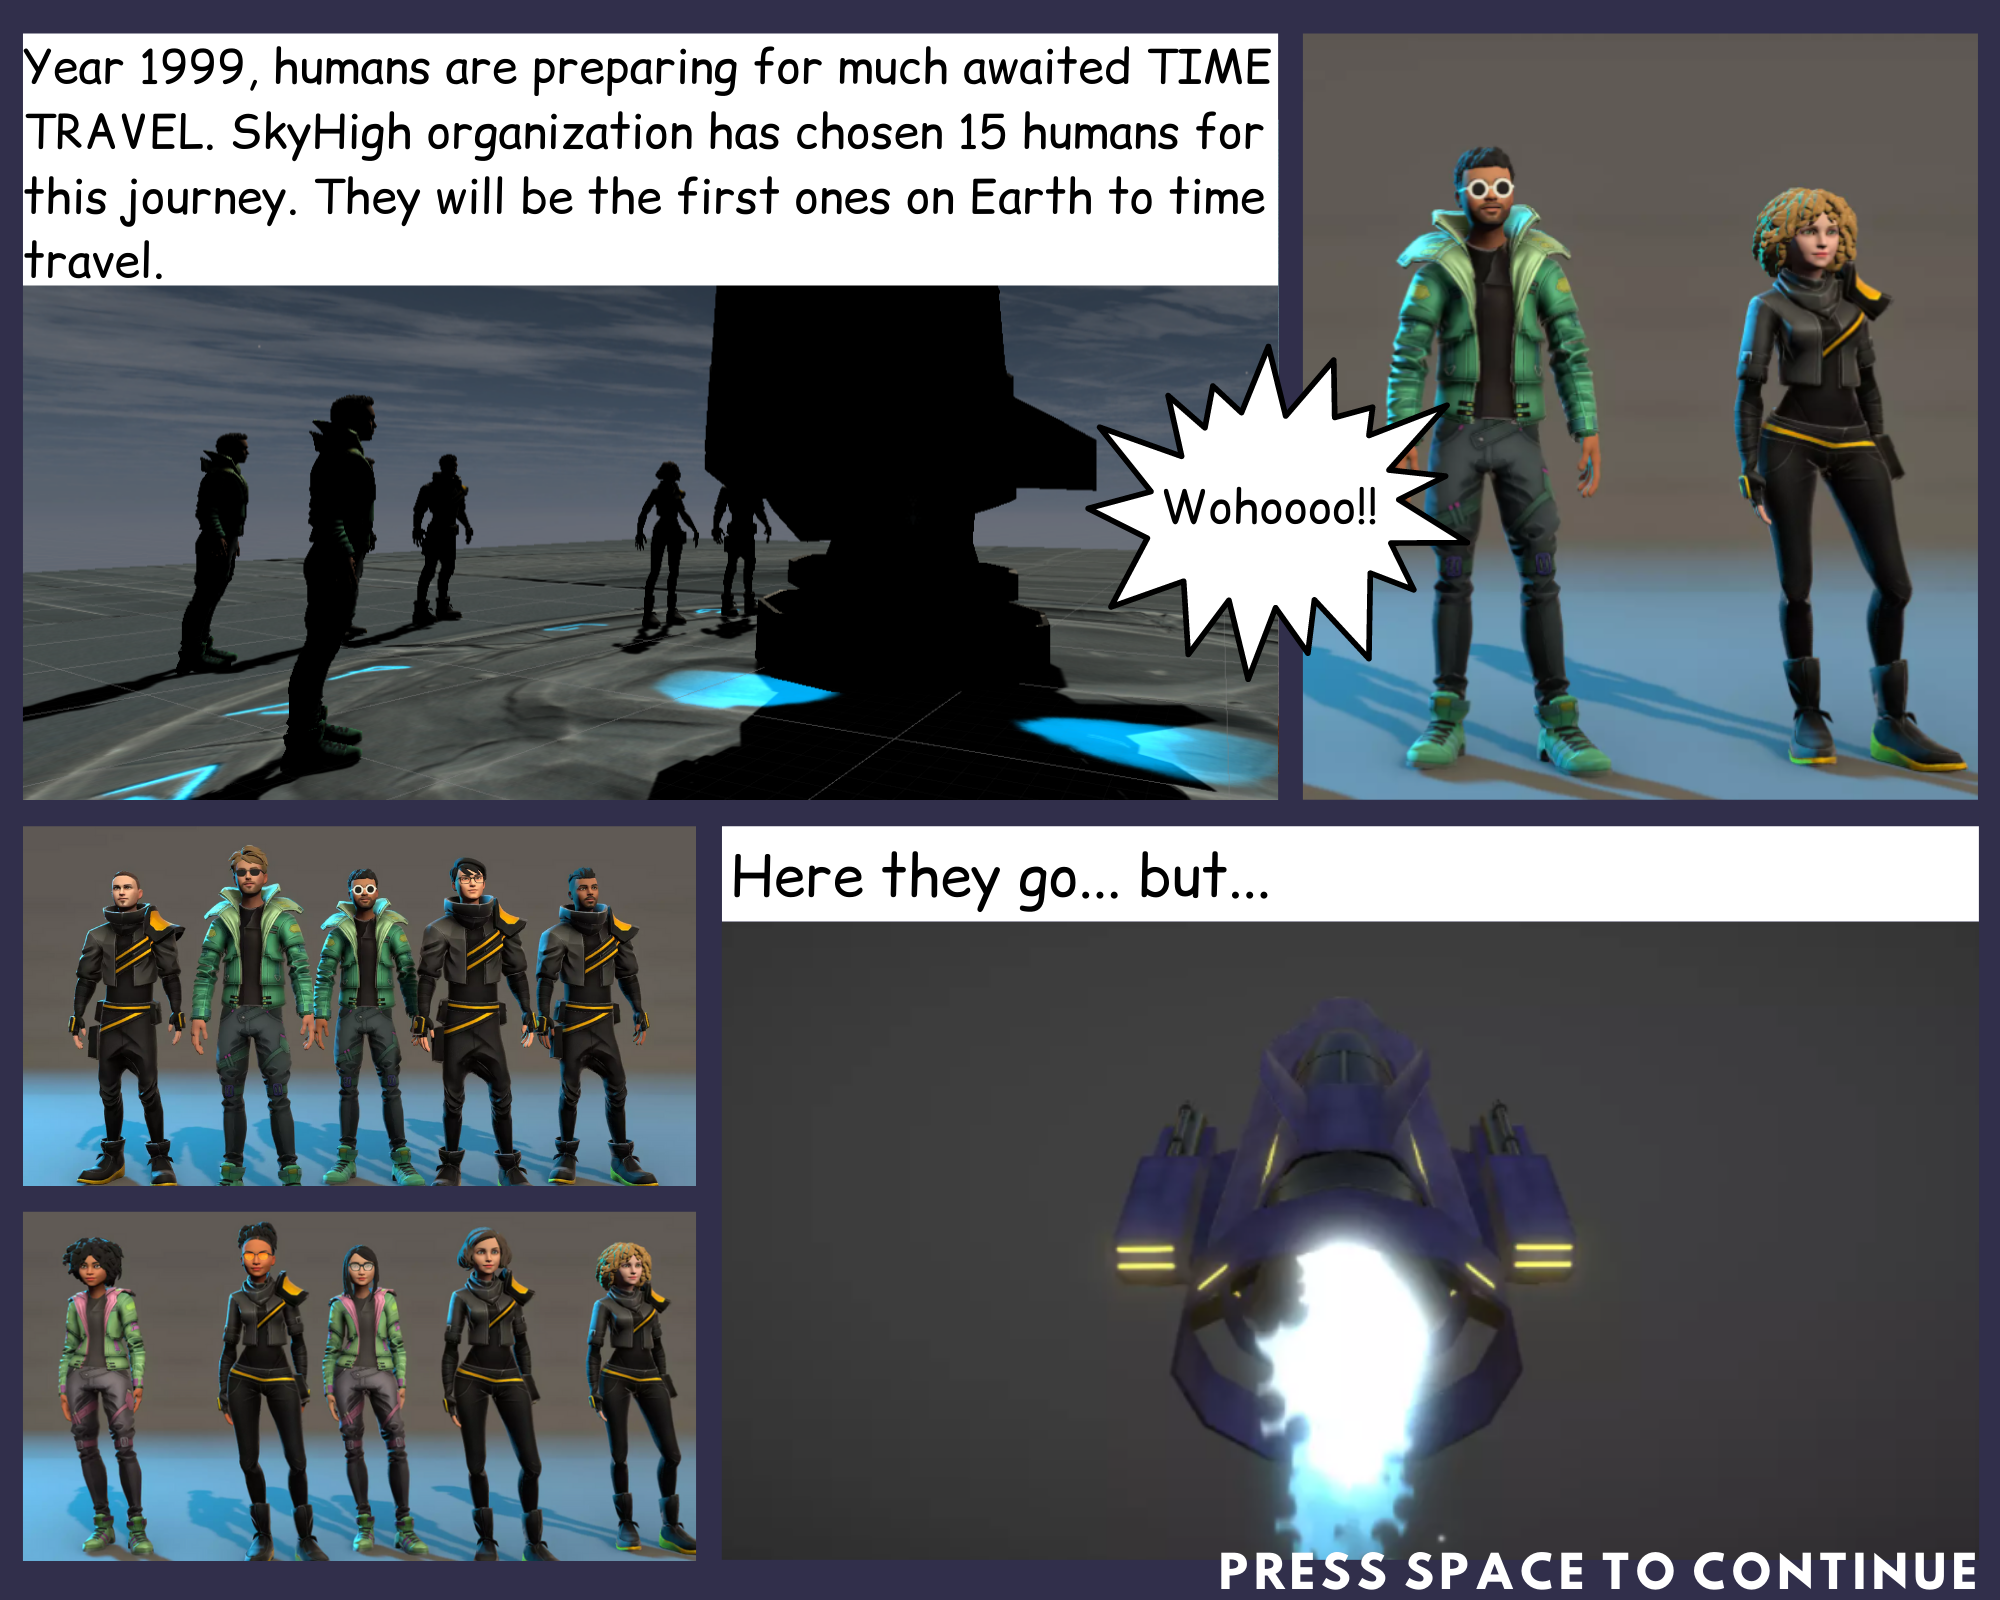 Year 1999, humans are preparing for much awaited TIME
TRAVEL. SkyHigh organization has chosen 15 humans for
this journey. They will be the first ones on Earth to time
travel.
Wohoooo!!
Here they go... but...
PRESS SPACE TO CONTINUE